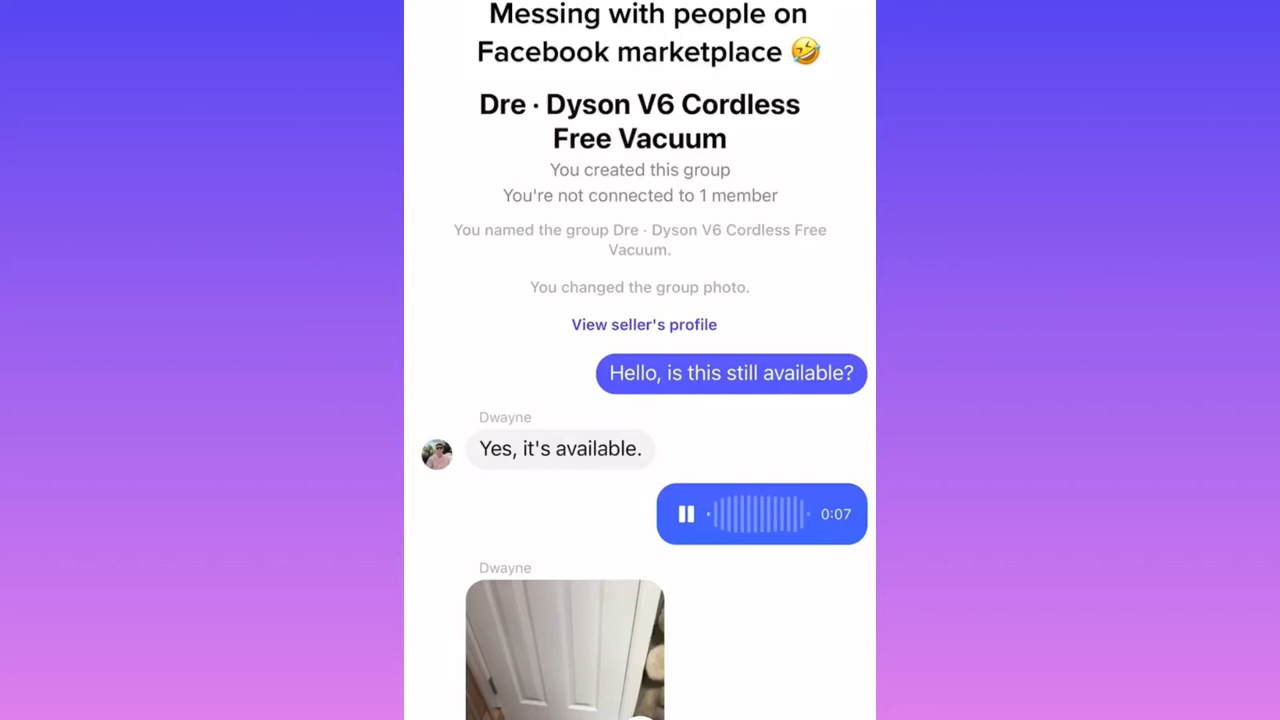 Messing with people on
Facebook marketplace 🤣
Dre · Dyson V6 Cordless
Free Vacuum
You created this group
You're not connected to 1 member
You named the group Dre · Dyson V6 Cordless Free
Vacuum.
You changed the group photo.
View seller's profile
Hello, is this still available?
Dwayne
Yes, it's available.
0:07
Dwayne